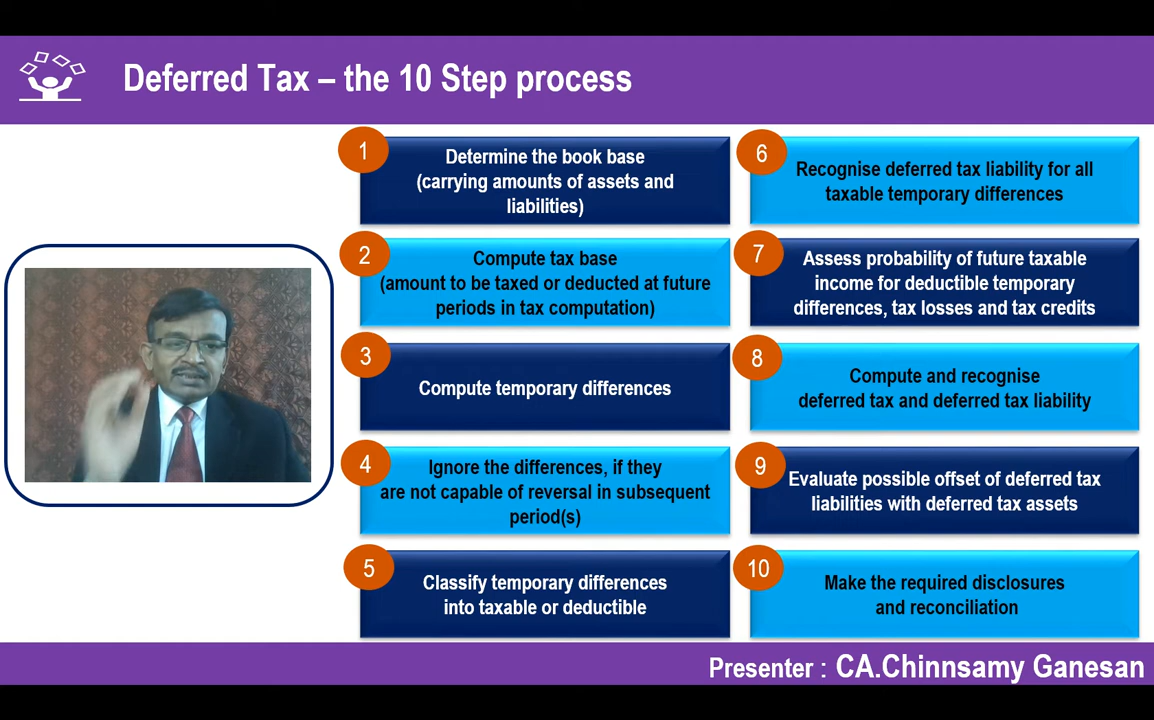 Deferred Tax – the 10 Step process
1
Determine the book base
(carrying amounts of assets and
liabilities)
2
Compute tax base
(amount to be taxed or deducted at future
periods in tax computation)
3
Compute temporary differences
4
Ignore the differences, if they
are not capable of reversal in subsequent
period(s)
5
Classify temporary differences
into taxable or deductible
6
Recognise deferred tax liability for all
taxable temporary differences
7
Assess probability of future taxable
income for deductible temporary
differences, tax losses and tax credits
8
Compute and recognise
deferred tax and deferred tax liability
9
Evaluate possible offset of deferred tax
liabilities with deferred tax assets
10
Make the required disclosures
and reconciliation
Presenter : CA.Chinnsamy Ganesan